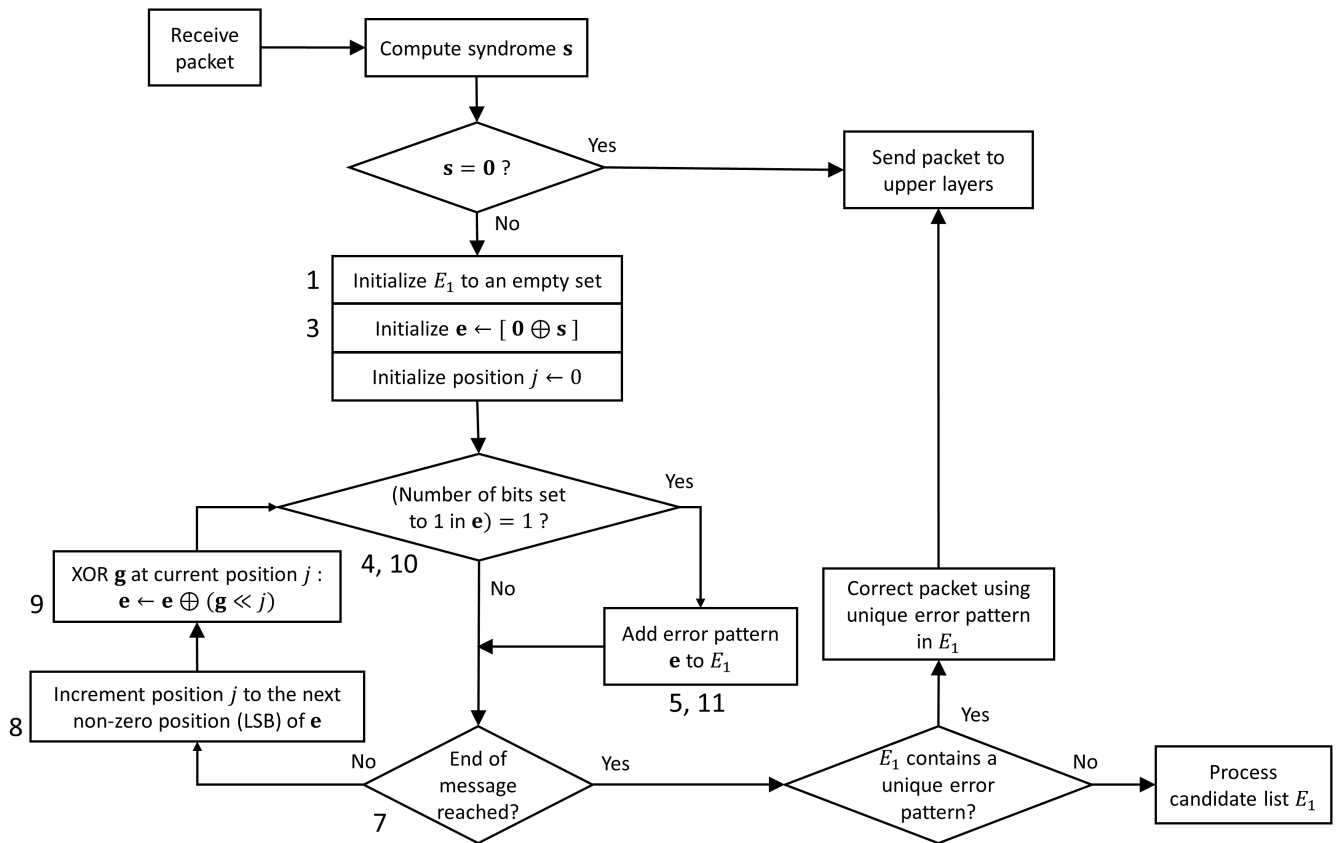 Receive
packet
Compute syndrome s
s = 0 ?
Yes
No
Send packet to
upper layers
1
Initialize E₁ to an empty set
3
Initialize e ← [ 0 ⊕ s ]
Initialize position j ← 0
(Number of bits set
to 1 in e) = 1 ?
Yes
4, 10
No
XOR g at current position j :
e ← e ⊕ (g ≪ j)
9
Add error pattern
e to E₁
5, 11
Correct packet using
unique error pattern
in E₁
Increment position j to the next
non-zero position (LSB) of e
8
No
End of
message
reached?
7
Yes
E₁ contains a
unique error
pattern?
Yes
No
Process
candidate list E₁